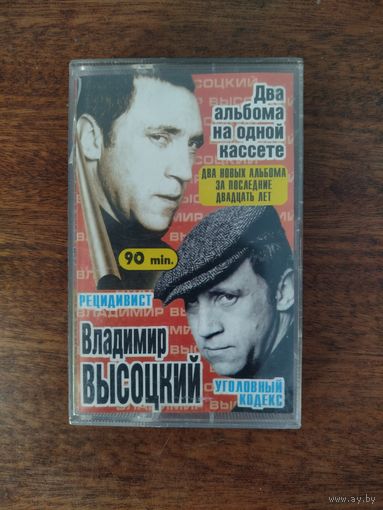 Два
альбома
на одной
кассете
ДВА НОВЫХ АЛЬБОМА
ЗА ПОСЛЕДНИЕ
ДВАДЦАТЬ ЛЕТ
90 min.
РЕЦИДИВИСТ
Владимир
ВЫСОЦКИЙ
УГОЛОВНЫЙ
КОДЕКС
www.ay.by